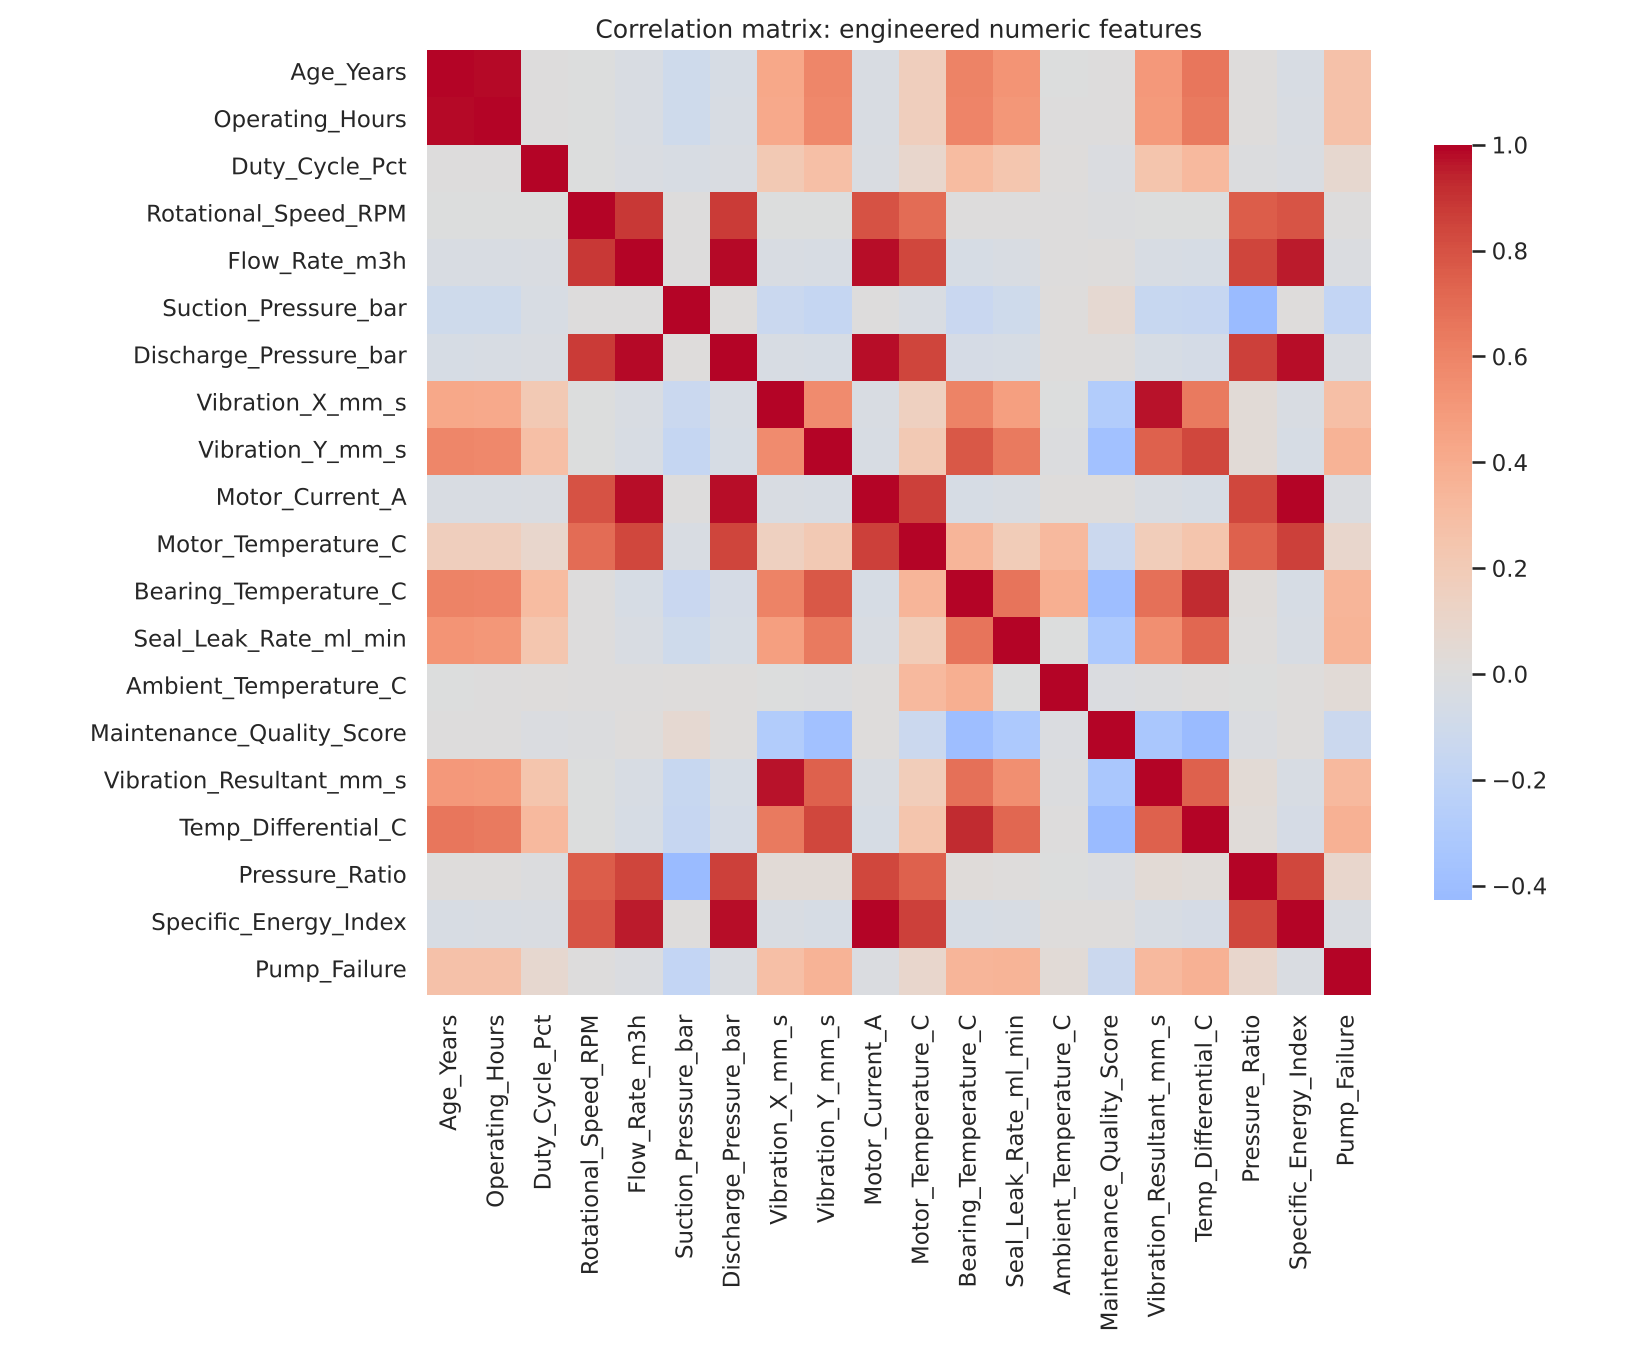 Correlation matrix: engineered numeric features
Age_Years
Operating_Hours
Duty_Cycle_Pct
Rotational_Speed_RPM
Flow_Rate_m3h
Suction_Pressure_bar
Discharge_Pressure_bar
Vibration_X_mm_s
Vibration_Y_mm_s
Motor_Current_A
Motor_Temperature_C
Bearing_Temperature_C
Seal_Leak_Rate_ml_min
Ambient_Temperature_C
Maintenance_Quality_Score
Vibration_Resultant_mm_s
Temp_Differential_C
Pressure_Ratio
Specific_Energy_Index
Pump_Failure
Age_Years
Operating_Hours
Duty_Cycle_Pct
Rotational_Speed_RPM
Flow_Rate_m3h
Suction_Pressure_bar
Discharge_Pressure_bar
Vibration_X_mm_s
Vibration_Y_mm_s
Motor_Current_A
Motor_Temperature_C
Bearing_Temperature_C
Seal_Leak_Rate_ml_min
Ambient_Temperature_C
Maintenance_Quality_Score
Vibration_Resultant_mm_s
Temp_Differential_C
Pressure_Ratio
Specific_Energy_Index
Pump_Failure
1.0
0.8
0.6
0.4
0.2
0.0
−0.2
−0.4